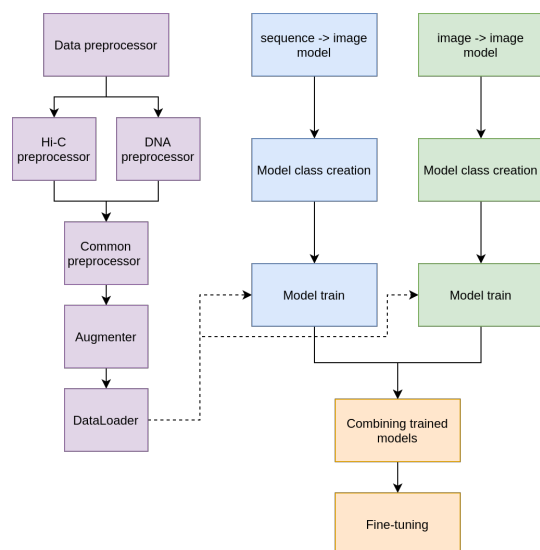 Data preprocessor
sequence -> image
model
image -> image
model
Hi-C
preprocessor
DNA
preprocessor
Model class creation
Model class creation
Common
preprocessor
Augmenter
Model train
Model train
DataLoader
Combining trained
models
Fine-tuning